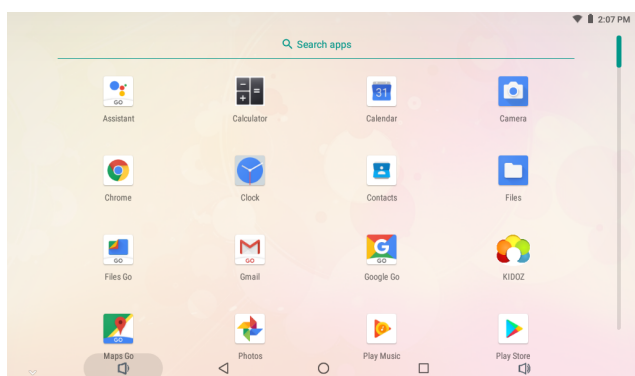 2:07 PM
Search apps
GO
31
Assistant Calculator Calendar Camera
Chrome Clock Contacts Files
GO GO G GO
Files Go Gmail Google Go KIDOZ
GO
Maps Go Photos Play Music Play Store